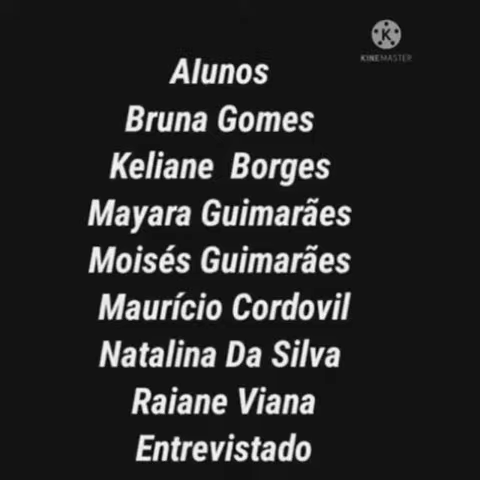 KINEMASTER
Alunos
Bruna Gomes
Keliane Borges
Mayara Guimarães
Moisés Guimarães
Maurício Cordovil
Natalina Da Silva
Raiane Viana
Entrevistado